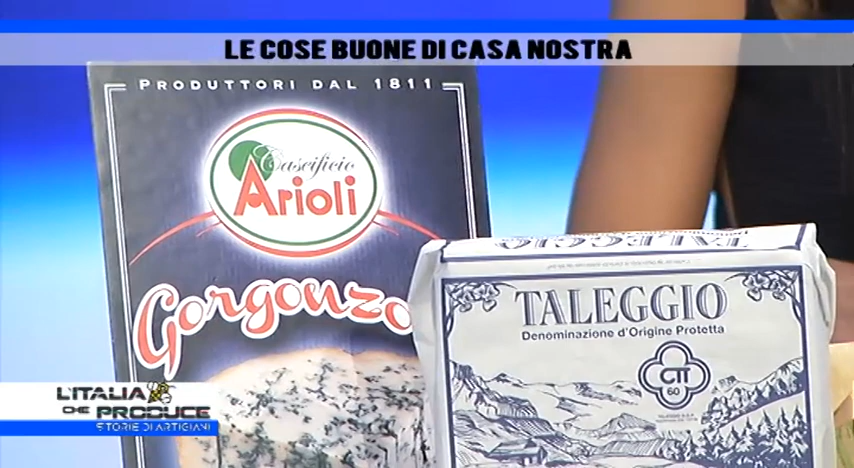 LE COSE BUONE DI CASA NOSTRA
PRODUTTORI DAL 1811
Caseificio
Arioli
Gorgonzo
TALEGGIO
TALEGGIO
Denominazione d'Origine Protetta
CTT
60
L'ITALIA
CHE PRODUCE
STORIE DI ARTIGIANI